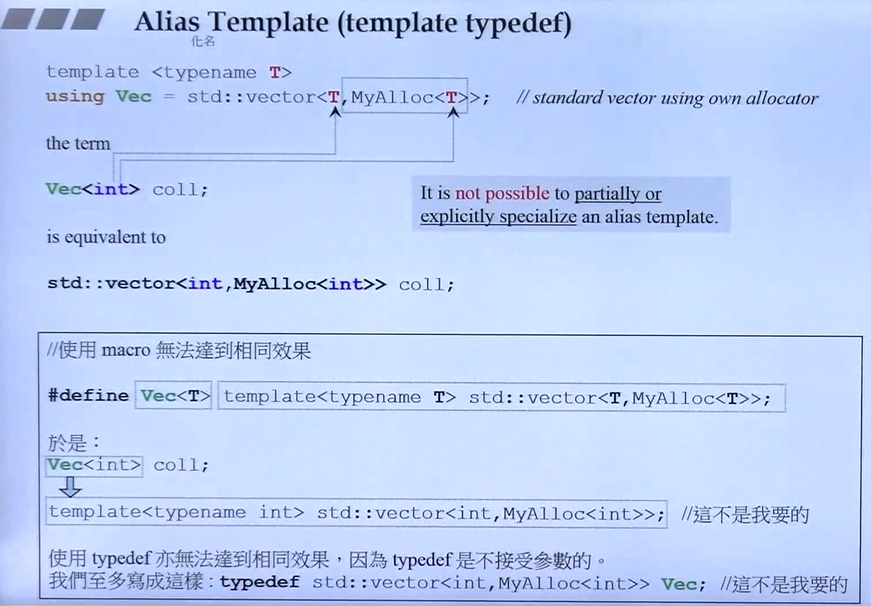 Alias Template (template typedef)
化名
template <typename T>
using Vec = std::vector<T,MyAlloc<T>>; // standard vector using own allocator
the term
Vec<int> coll;
It is not possible to partially or
explicitly specialize an alias template.
is equivalent to
std::vector<int,MyAlloc<int>> coll;
//使用 macro 無法達到相同效果
#define Vec<T> template<typename T> std::vector<T,MyAlloc<T>>;
於是：
Vec<int> coll;
template<typename int> std::vector<int,MyAlloc<int>>; //這不是我要的
使用 typedef 亦無法達到相同效果，因為 typedef 是不接受參數的。
我們至多寫成這樣：typedef std::vector<int,MyAlloc<int>> Vec; //這不是我要的